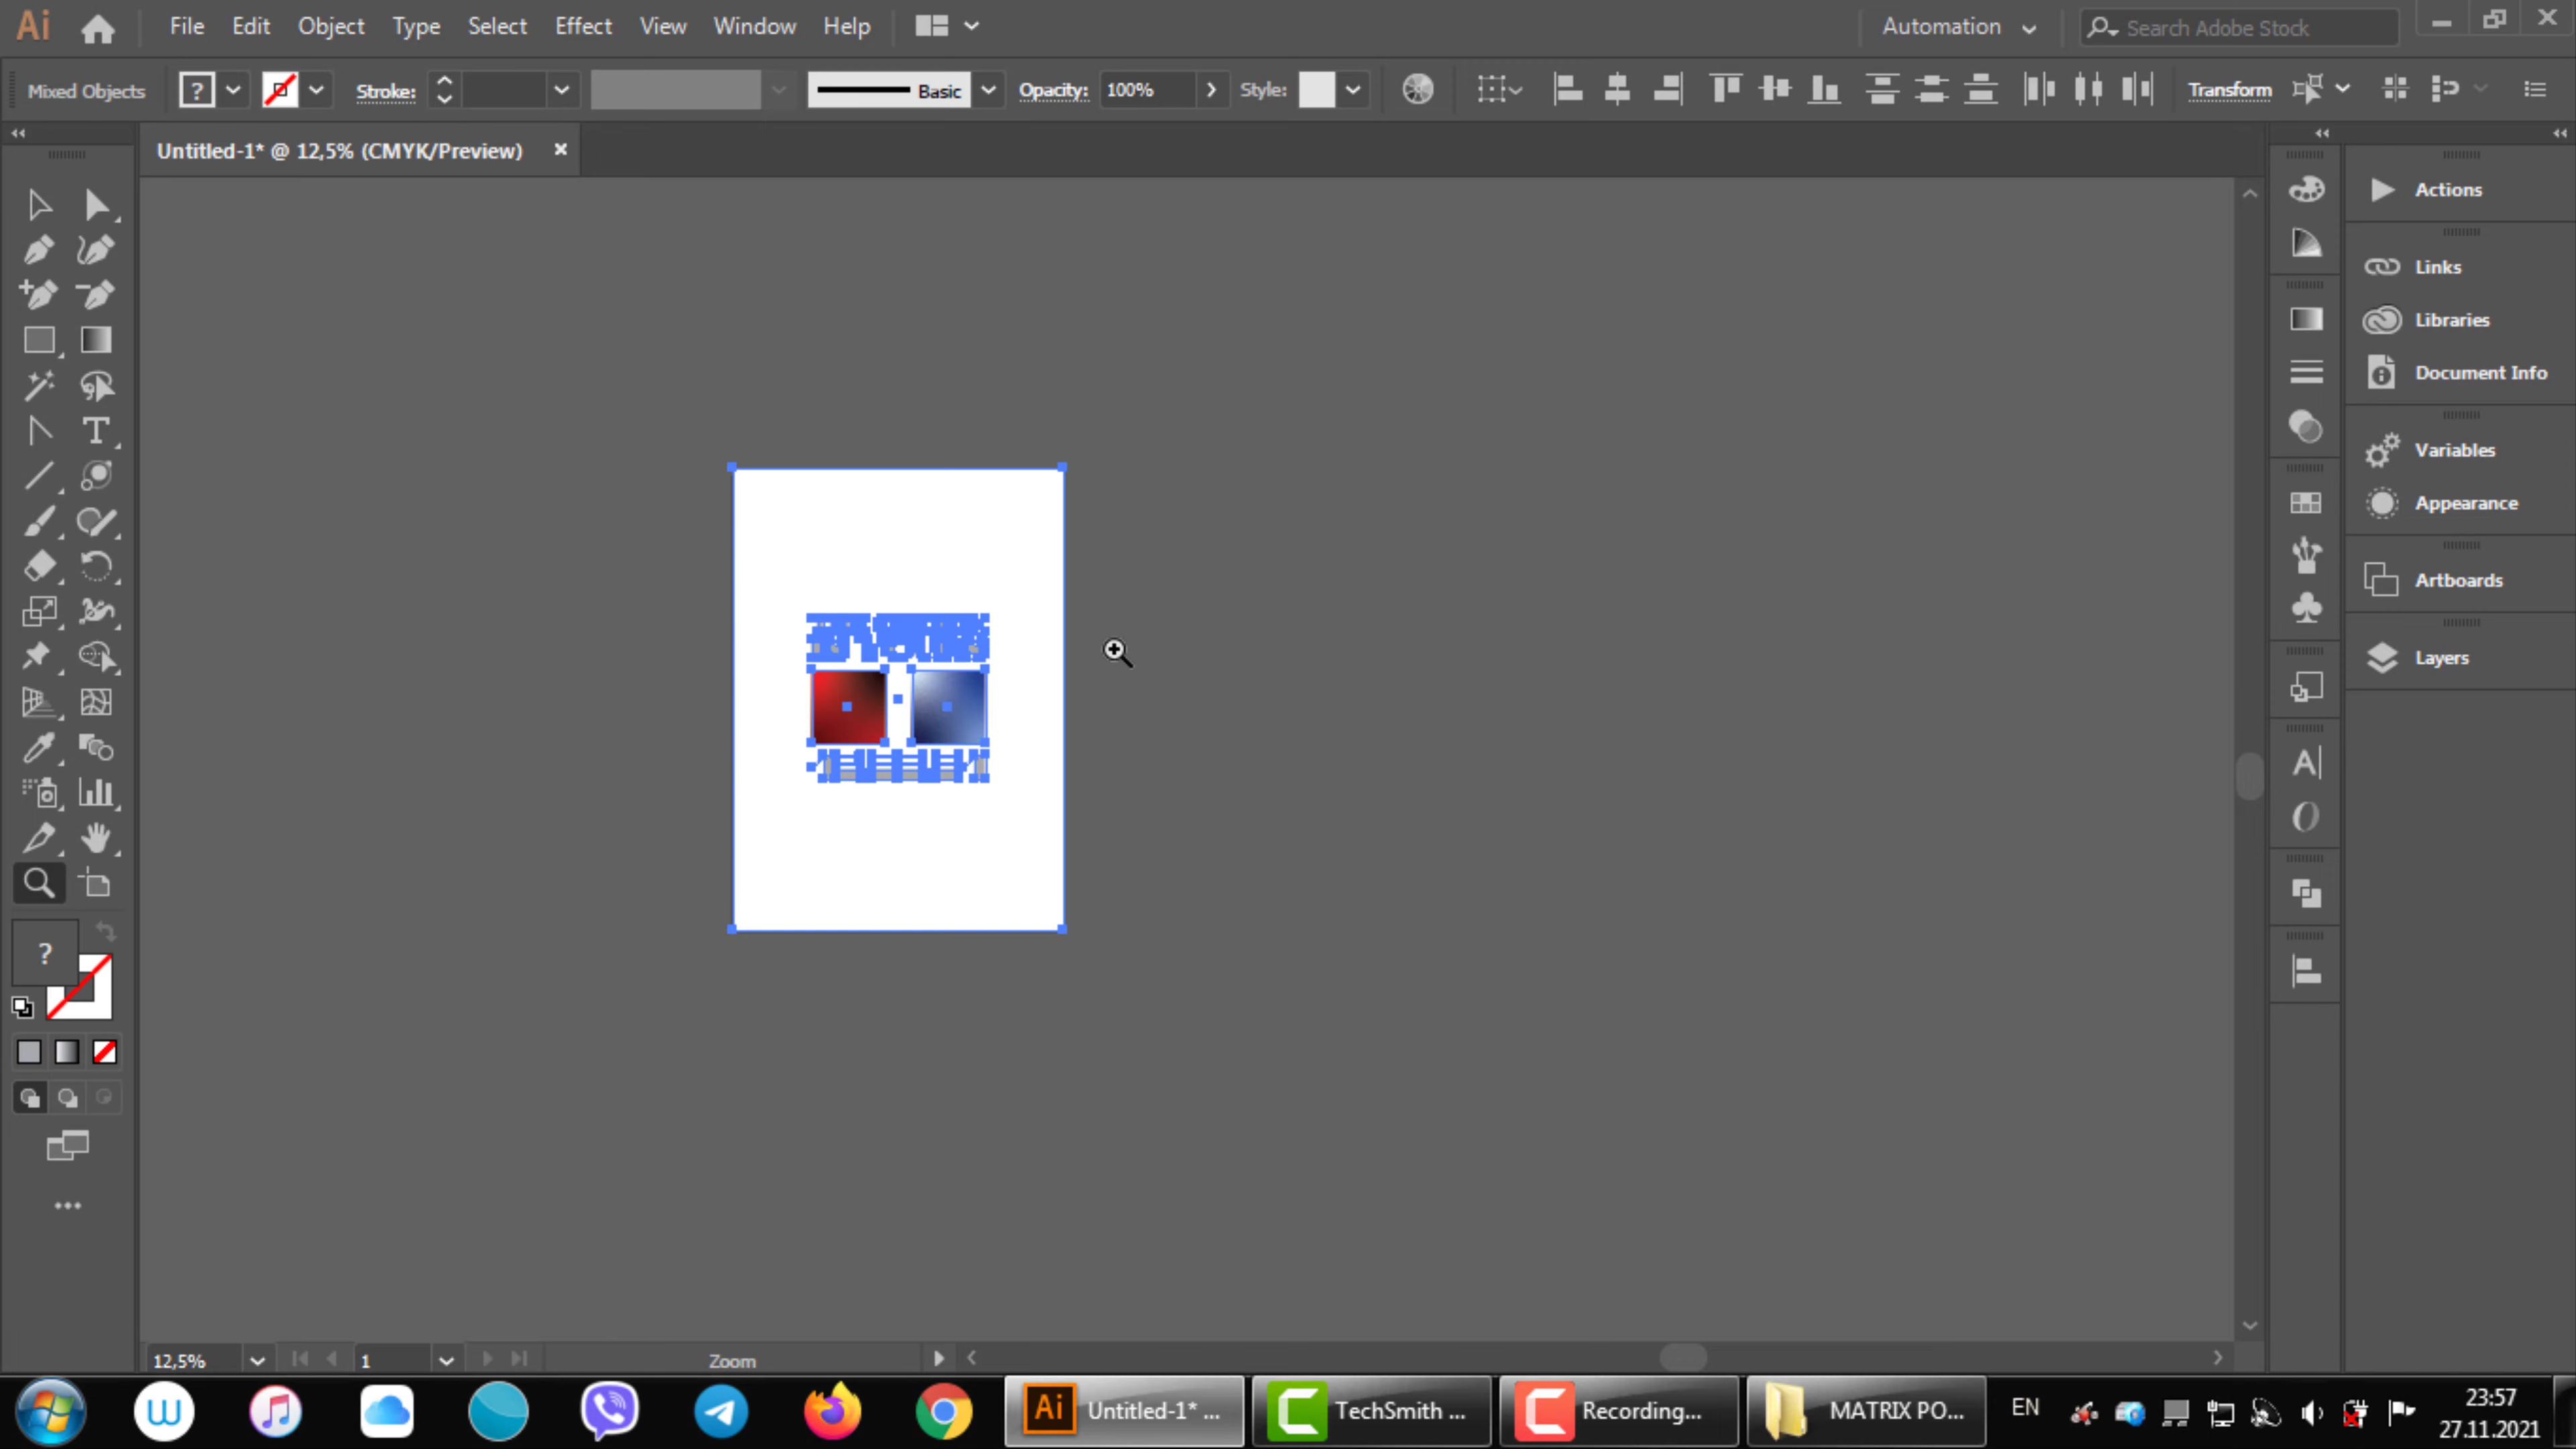 Ai File Edit Object Type Select Effect View Window Help Automation Search Adobe Stock
Mixed Objects ? Stroke: Basic Opacity: 100% Style: Transform
Untitled-1* @ 12,5% (CMYK/Preview)
Actions
Links
Libraries
Document Info
Variables
Appearance
Artboards
Layers
?
12,5% 1 Zoom
Ai Untitled-1* ... TechSmith ... Recording... MATRIX PO... EN 23:57
27.11.2021